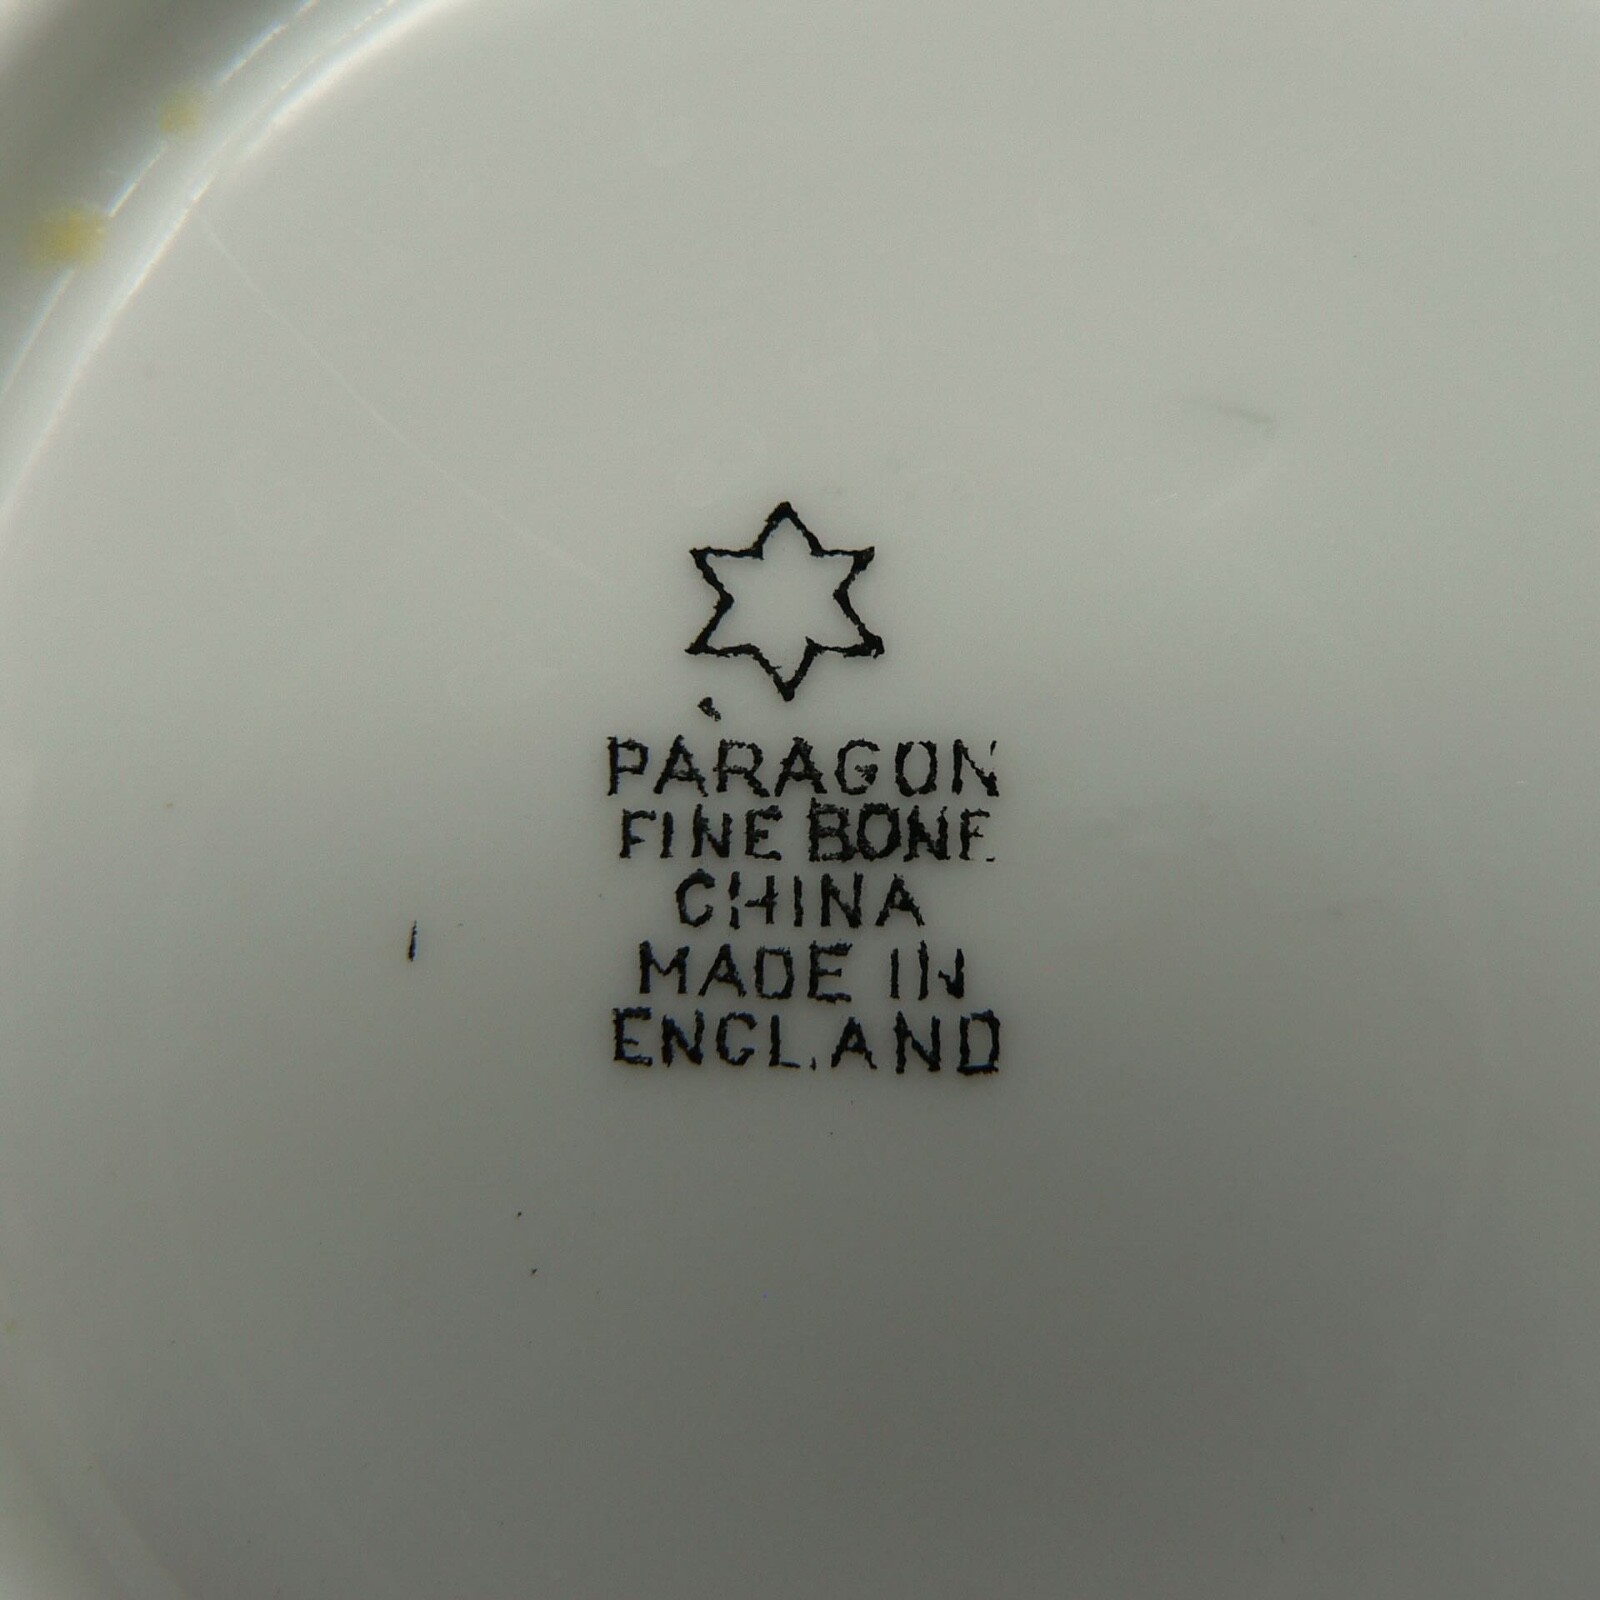 PARAGON
FINE BONE
CHINA
MADE IN
ENGLAND